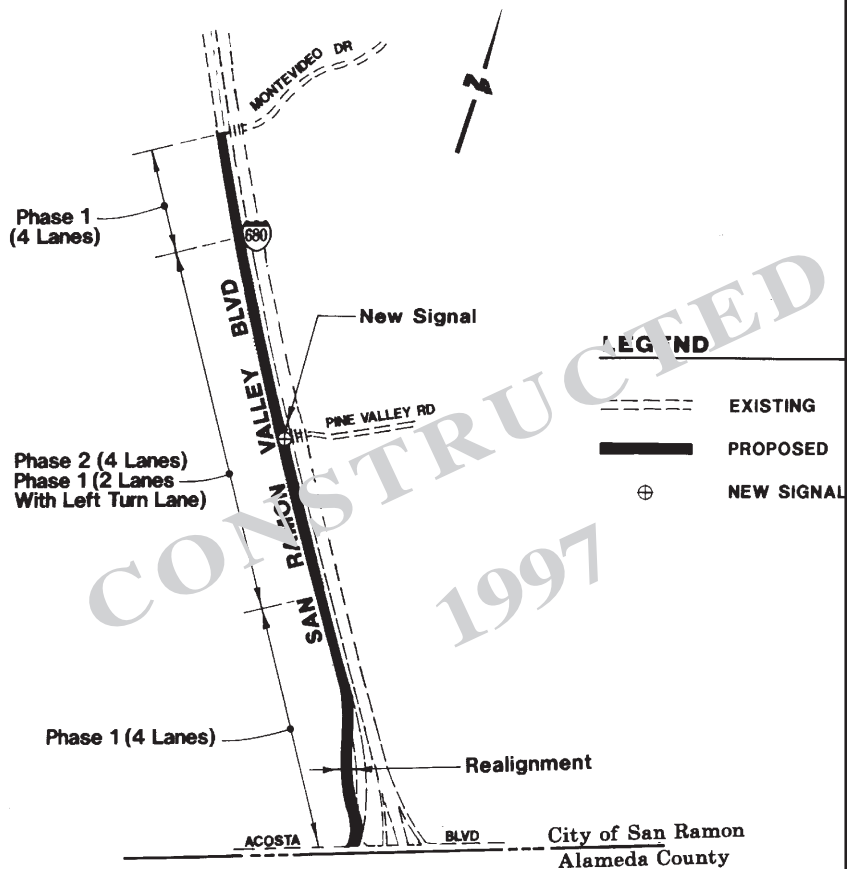 MONTEVIDEO DR
N
Phase 1
(4 Lanes)
680
New Signal
SAN RAMON VALLEY BLVD
PINE VALLEY RD
LEGEND
EXISTING
PROPOSED
NEW SIGNAL
Phase 2 (4 Lanes)
Phase 1 (2 Lanes
With Left Turn Lane)
CONSTRUCTED
1997
Phase 1 (4 Lanes)
Realignment
ACOSTA BLVD
City of San Ramon
Alameda County